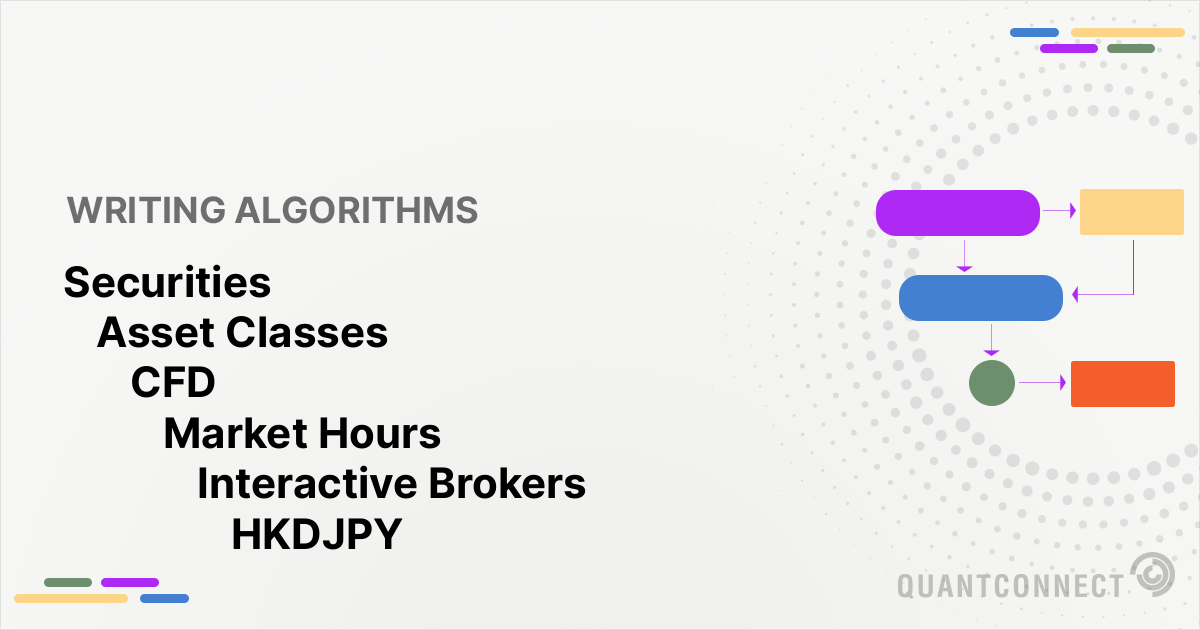 WRITING ALGORITHMS
Securities
Asset Classes
CFD
Market Hours
Interactive Brokers
HKDJPY
QUANTCONNECT